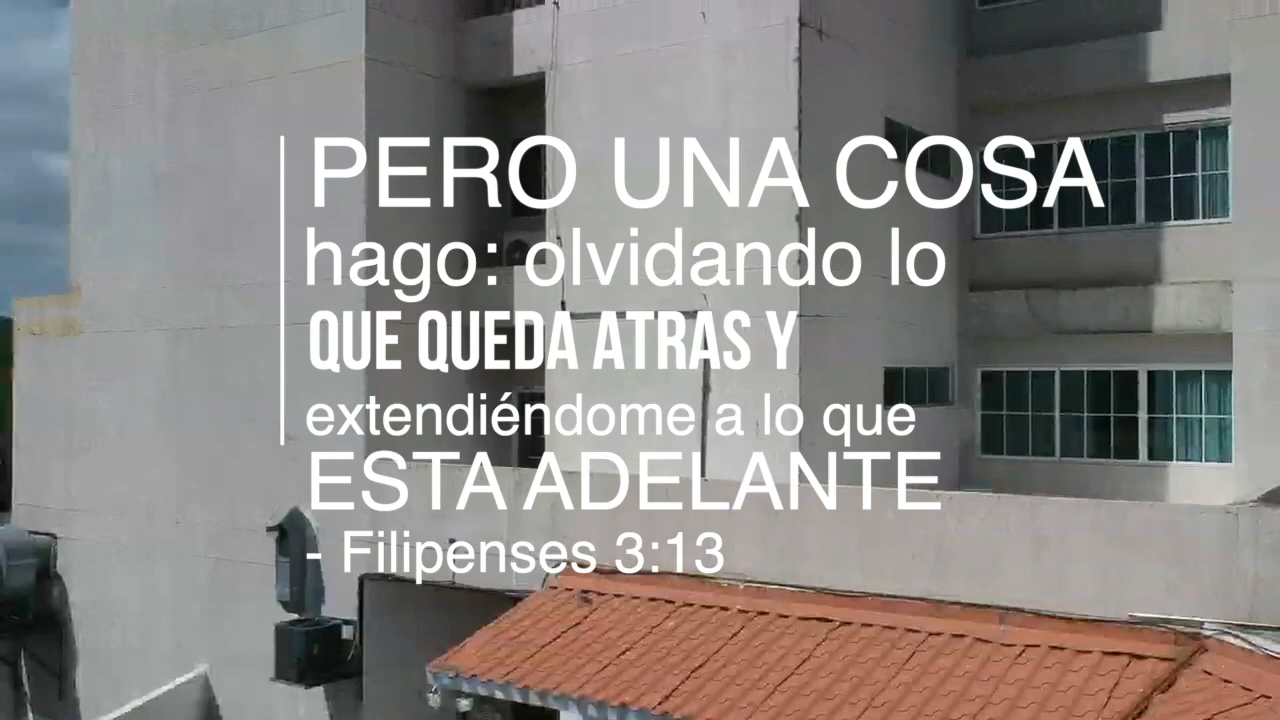 PERO UNA COSA
hago: olvidando lo
QUE QUEDA ATRAS Y
extendiéndome a lo que
ESTA ADELANTE
- Filipenses 3:13